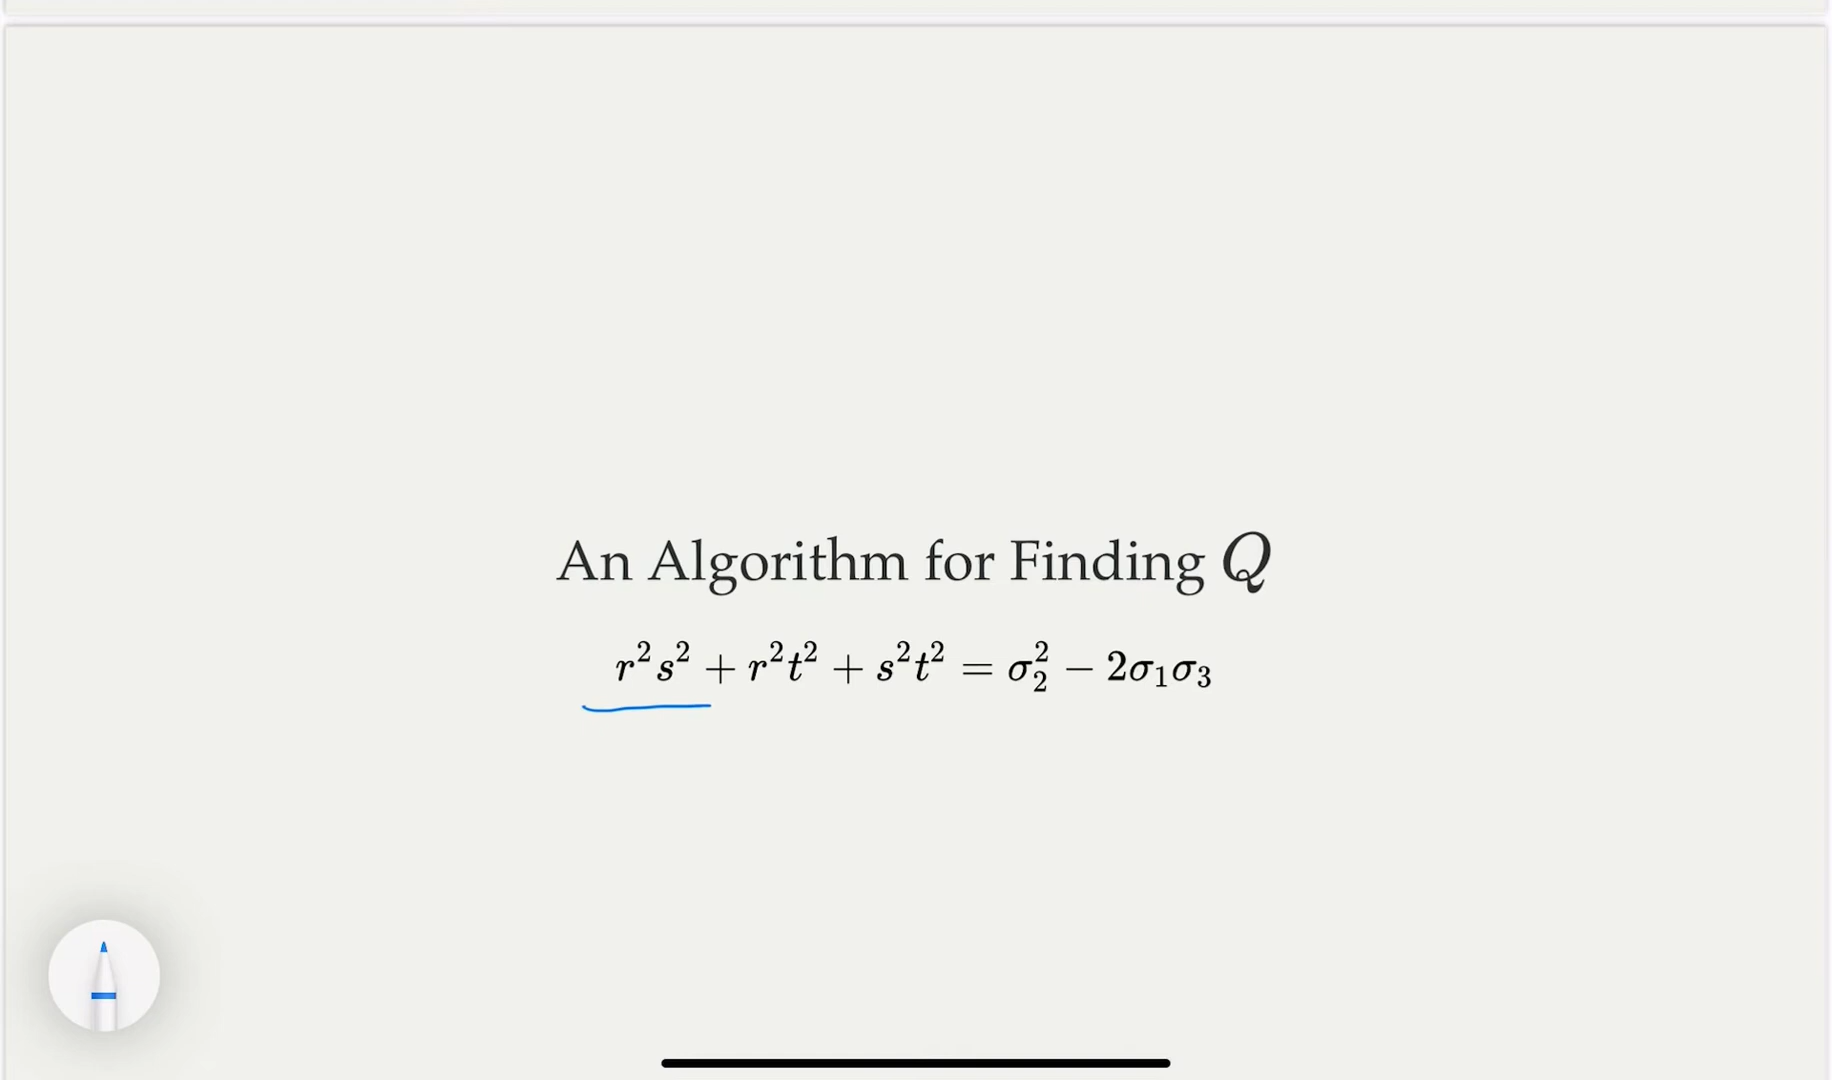 An Algorithm for Finding Q
r²s² + r²t² + s²t² = σ₂² − 2σ₁σ₃